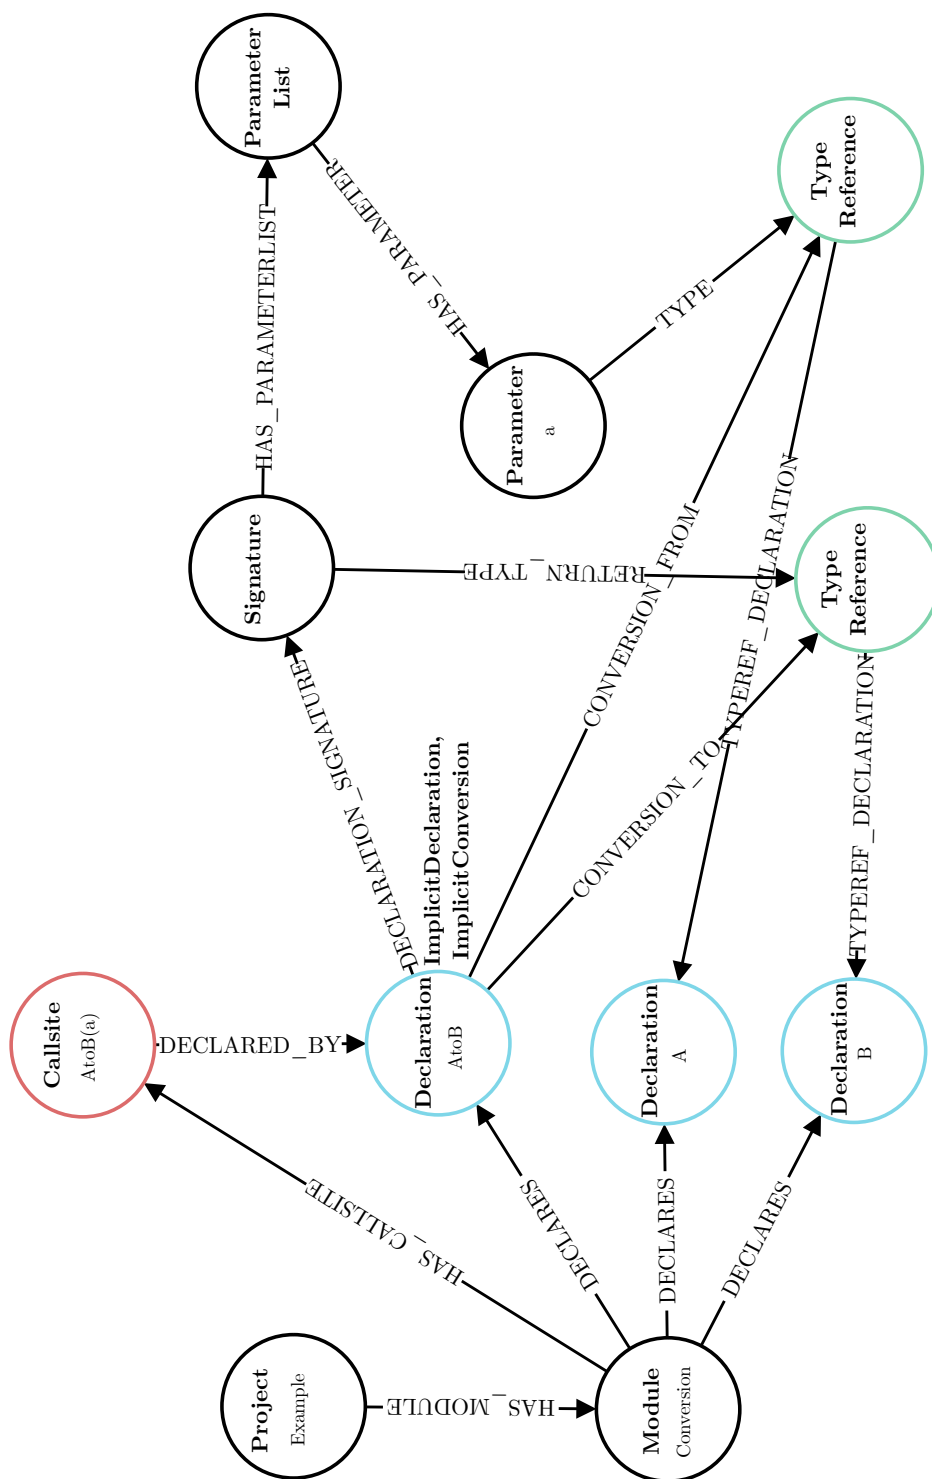 Project
Example
HAS_MODULE
Module
Conversion
HAS_CALLSITE
DECLARES
DECLARES
DECLARES
Callsite
AtoB(a)
DECLARED_BY
Declaration
AtoB
ImplicitDeclaration,
ImplicitConversion
Declaration
A
Declaration
B
DECLARATION_SIGNATURE
CONVERSION_FROM
CONVERSION_TO
TYPEREF_DECLARATION
TYPEREF_DECLARATION
Signature
HAS_PARAMETERLIST
RETURN_TYPE
Parameter
List
HAS_PARAMETER
Parameter
a
TYPE
Type
Reference
Type
Reference